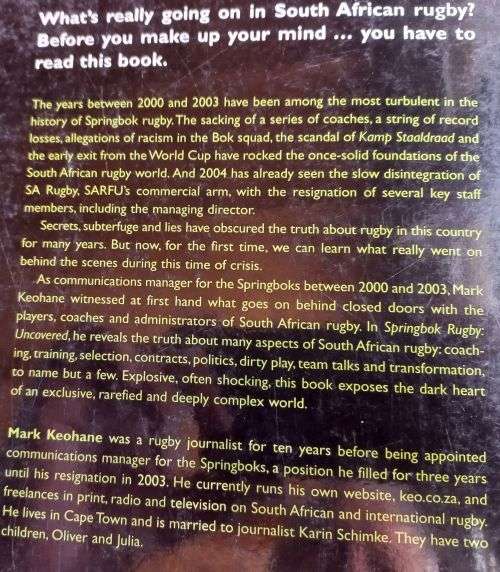 What's really going on in South African rugby?
Before you make up your mind ... you have to
read this book.
The years between 2000 and 2003 have been among the most turbulent in the
history of Springbok rugby. The sacking of a series of coaches, a string of record
losses, allegations of racism in the Bok squad, the scandal of Kamp Staaldraad and
the early exit from the World Cup have rocked the once-solid foundations of the
South African rugby world. And 2004 has already seen the slow disintegration of
SA Rugby, SARFU's commercial arm, with the resignation of several key staff
members, including the managing director.
Secrets, subterfuge and lies have obscured the truth about rugby in this country
for many years. But now, for the first time, we can learn what really went on
behind the scenes during this time of crisis.
As communications manager for the Springboks between 2000 and 2003, Mark
Keohane witnessed at first hand what goes on behind closed doors with the
players, coaches and administrators of South African rugby. In Springbok Rugby:
Uncovered, he reveals the truth about many aspects of South African rugby: coach-
ing, training, selection, contracts, politics, dirty play, team talks and transformation,
to name but a few. Explosive, often shocking, this book exposes the dark heart
of an exclusive, rarefied and deeply complex world.
Mark Keohane was a rugby journalist for ten years before being appointed
communications manager for the Springboks, a position he filled for three years
until his resignation in 2003. He currently runs his own website, keo.co.za, and
freelances in print, radio and television on South African and international rugby.
He lives in Cape Town and is married to journalist Karin Schimke. They have two
children, Oliver and Julia.